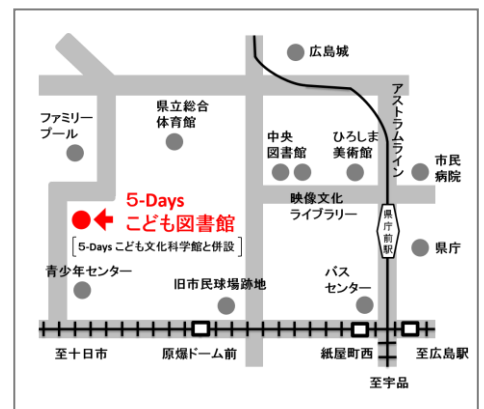 広島城
アストラムライン
ファミリー
プール
県立総合
体育館
中央
図書館
ひろしま
美術館
市民
病院
5-Days
こども図書館
[5-Days こども文化科学館と併設]
映像文化
ライブラリー
県庁前駅
県庁
青少年センター
旧市民球場跡地
バス
センター
至十日市
原爆ドーム前
紙屋町西
至広島駅
至宇品